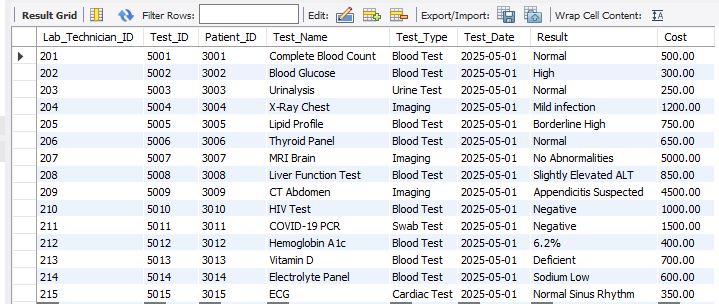 Result Grid Filter Rows: Edit: Export/Import: Wrap Cell Content:
Lab_Technician_ID Test_ID Patient_ID Test_Name Test_Type Test_Date Result Cost
201 5001 3001 Complete Blood Count Blood Test 2025-05-01 Normal 500.00
202 5002 3002 Blood Glucose Blood Test 2025-05-01 High 300.00
203 5003 3003 Urinalysis Urine Test 2025-05-01 Normal 250.00
204 5004 3004 X-Ray Chest Imaging 2025-05-01 Mild infection 1200.00
205 5005 3005 Lipid Profile Blood Test 2025-05-01 Borderline High 750.00
206 5006 3006 Thyroid Panel Blood Test 2025-05-01 Normal 650.00
207 5007 3007 MRI Brain Imaging 2025-05-01 No Abnormalities 5000.00
208 5008 3008 Liver Function Test Blood Test 2025-05-01 Slightly Elevated ALT 850.00
209 5009 3009 CT Abdomen Imaging 2025-05-01 Appendicitis Suspected 4500.00
210 5010 3010 HIV Test Blood Test 2025-05-01 Negative 1000.00
211 5011 3011 COVID-19 PCR Swab Test 2025-05-01 Negative 1500.00
212 5012 3012 Hemoglobin A1c Blood Test 2025-05-01 6.2% 400.00
213 5013 3013 Vitamin D Blood Test 2025-05-01 Deficient 700.00
214 5014 3014 Electrolyte Panel Blood Test 2025-05-01 Sodium Low 600.00
215 5015 3015 ECG Cardiac Test 2025-05-01 Normal Sinus Rhythm 350.00